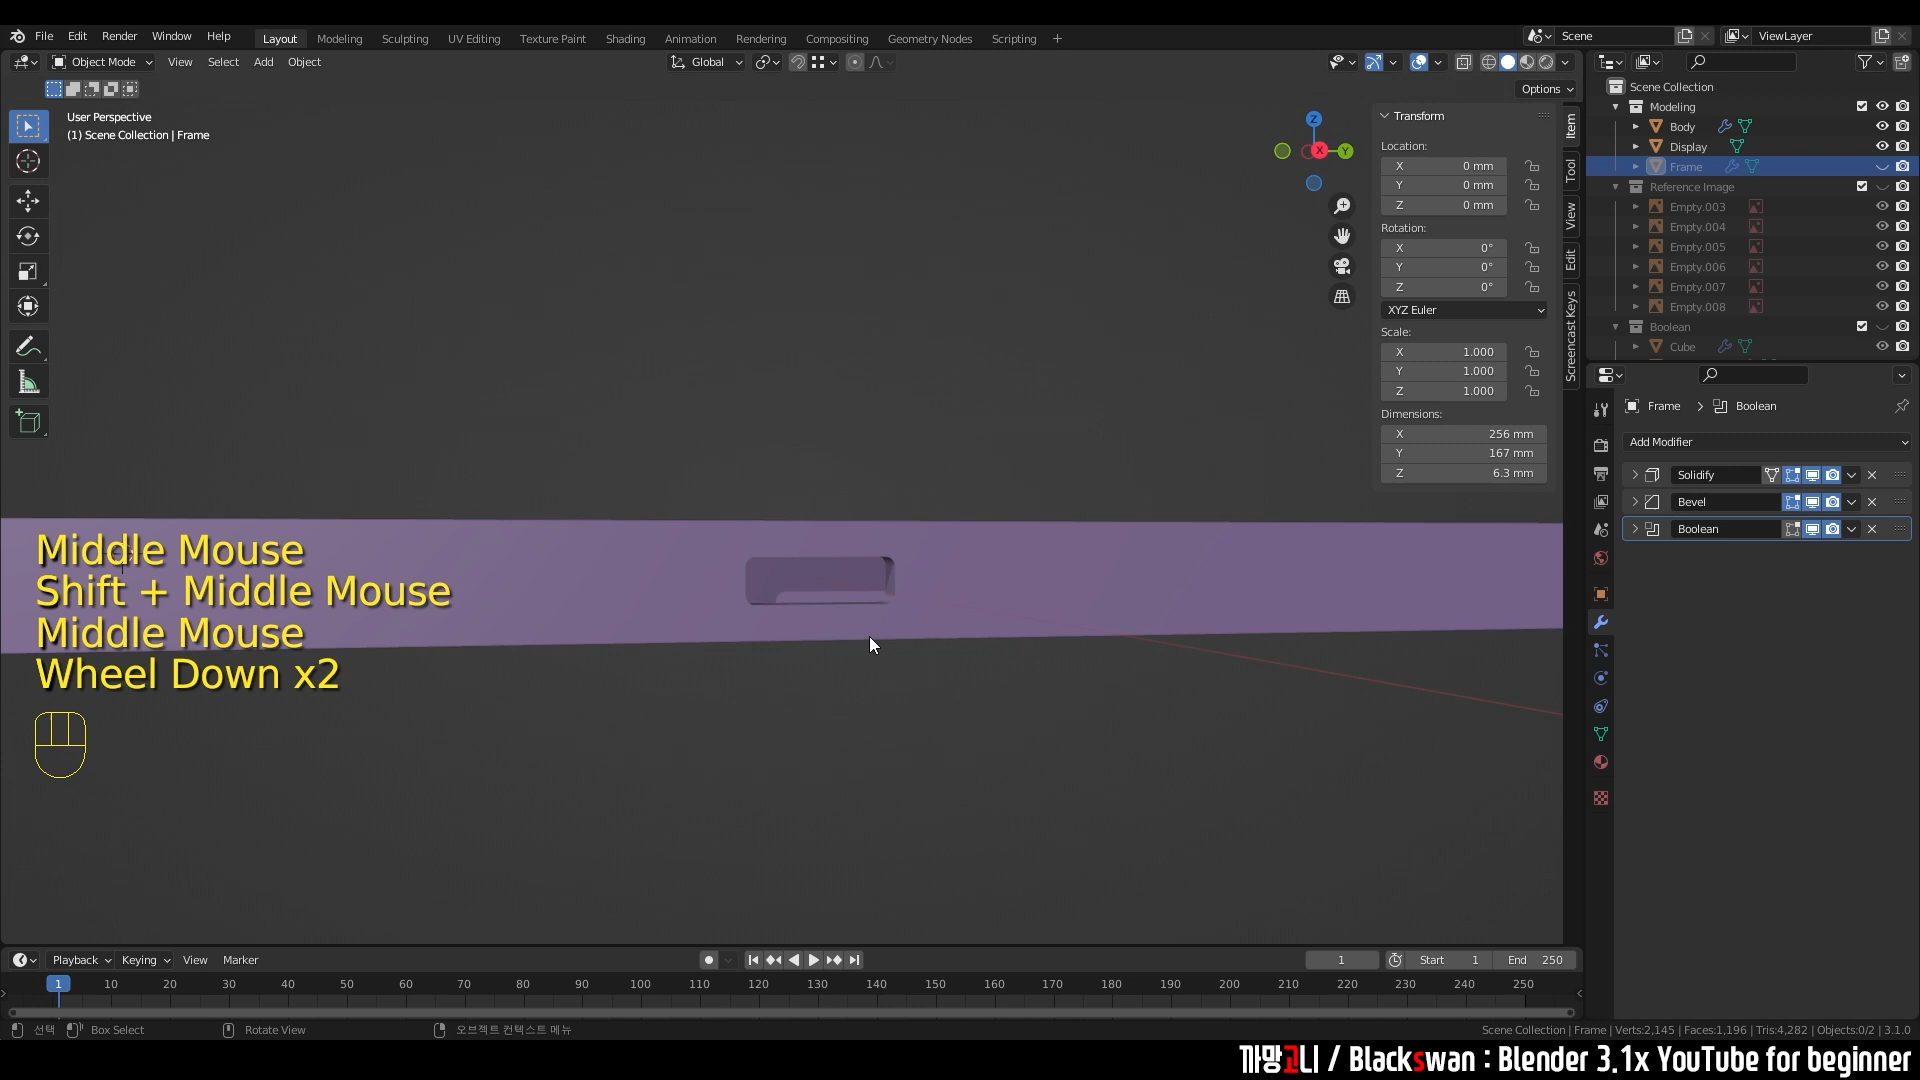 File Edit Render Window Help Layout Modeling Sculpting UV Editing Texture Paint Shading Animation Rendering Compositing Geometry Nodes Scripting + Scene ViewLayer
Object Mode View Select Add Object Global
Options
User Perspective
(1) Scene Collection | Frame
Z
X
Y
Transform
Location:
X 0 mm
Y 0 mm
Z 0 mm
Rotation:
X 0°
Y 0°
Z 0°
XYZ Euler
Scale:
X 1.000
Y 1.000
Z 1.000
Dimensions:
X 256 mm
Y 167 mm
Z 6.3 mm
Item
Tool
View
Edit
Screencast Keys
Scene Collection
Modeling
Body
Display
Frame
Reference Image
Empty.003
Empty.004
Empty.005
Empty.006
Empty.007
Empty.008
Boolean
Cube
Frame > Boolean
Add Modifier
Solidify
Bevel
Boolean
Middle Mouse
Shift + Middle Mouse
Middle Mouse
Wheel Down x2
Playback Keying View Marker 1 Start 1 End 250
1 10 20 30 40 50 60 70 80 90 100 110 120 130 140 150 160 170 180 190 200 210 220 230 240 250
선택 Box Select Rotate View 오브젝트 컨텍스트 메뉴 Scene Collection | Frame | Verts:2,145 | Faces:1,196 | Tris:4,282 | Objects:0/2 | 3.1.0
까망고니 / Blackswan : Blender 3.1x YouTube for beginner